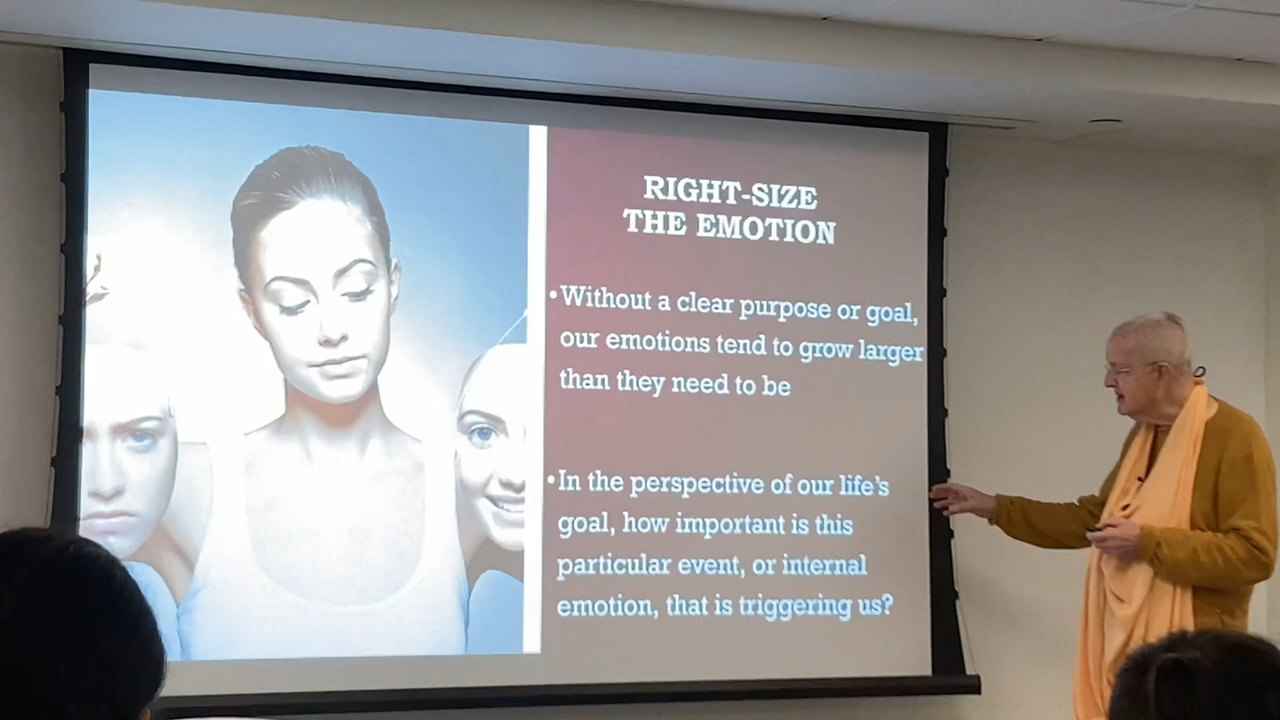 RIGHT-SIZE
THE EMOTION
•Without a clear purpose or goal,
our emotions tend to grow larger
than they need to be
•In the perspective of our life's
goal, how important is this
particular event, or internal
emotion, that is triggering us?